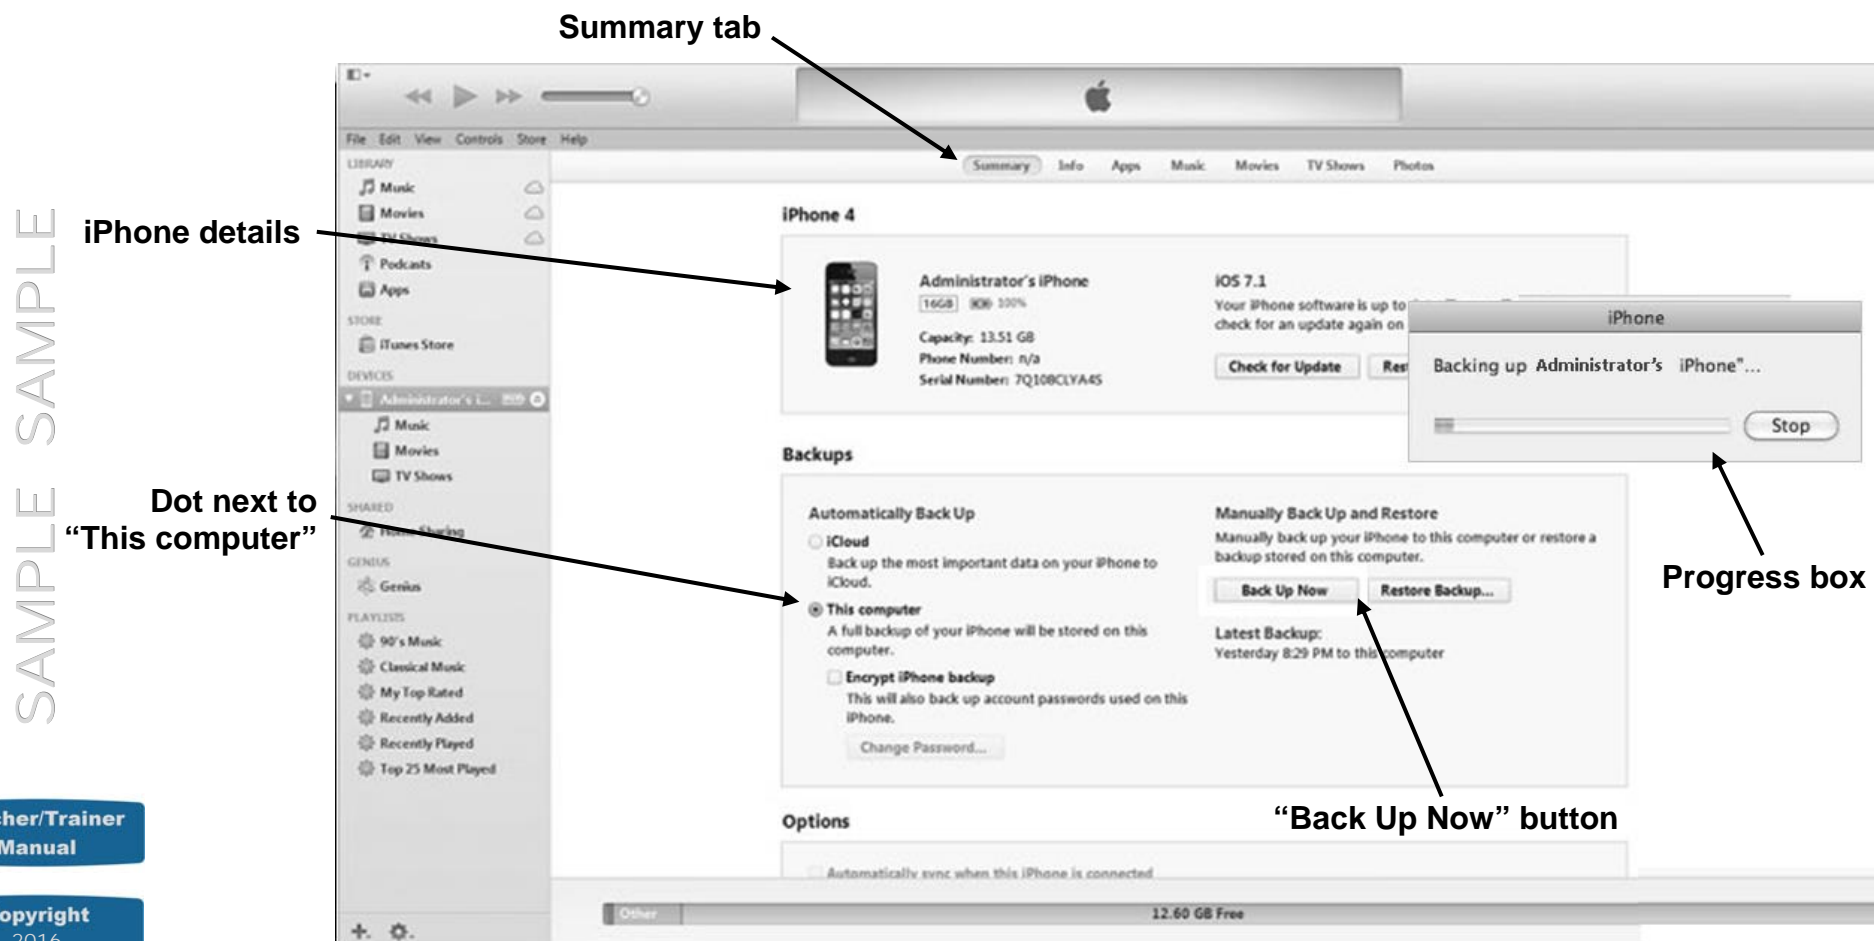 Summary tab
File Edit View Controls Store Help
LIBRARY
Music
Movies
TV Shows
Podcasts
Apps
STORE
iTunes Store
DEVICES
Administrator's i...
Music
Movies
TV Shows
SHARED
Home Sharing
GENIUS
Genius
PLAYLISTS
90's Music
Classical Music
My Top Rated
Recently Added
Recently Played
Top 25 Most Played
Summary Info Apps Music Movies TV Shows Photos
iPhone details
iPhone 4
Administrator's iPhone
16GB 100%
Capacity: 13.51 GB
Phone Number: n/a
Serial Number: 7Q108CLYA4S
iOS 7.1
Your iPhone software is up to
check for an update again on
Check for Update Res
iPhone
Backing up Administrator's iPhone"...
Stop
Progress box
Dot next to
“This computer”
Backups
Automatically Back Up
iCloud
Back up the most important data on your iPhone to
iCloud.
This computer
A full backup of your iPhone will be stored on this
computer.
Encrypt iPhone backup
This will also back up account passwords used on this
iPhone.
Change Password...
Manually Back Up and Restore
Manually back up your iPhone to this computer or restore a
backup stored on this computer.
Back Up Now Restore Backup...
Latest Backup:
Yesterday 8:29 PM to this computer
“Back Up Now” button
Options
Automatically sync when this iPhone is connected
Other 12.60 GB Free
SAMPLE SAMPLE
cher/Trainer
Manual
opyright
2016